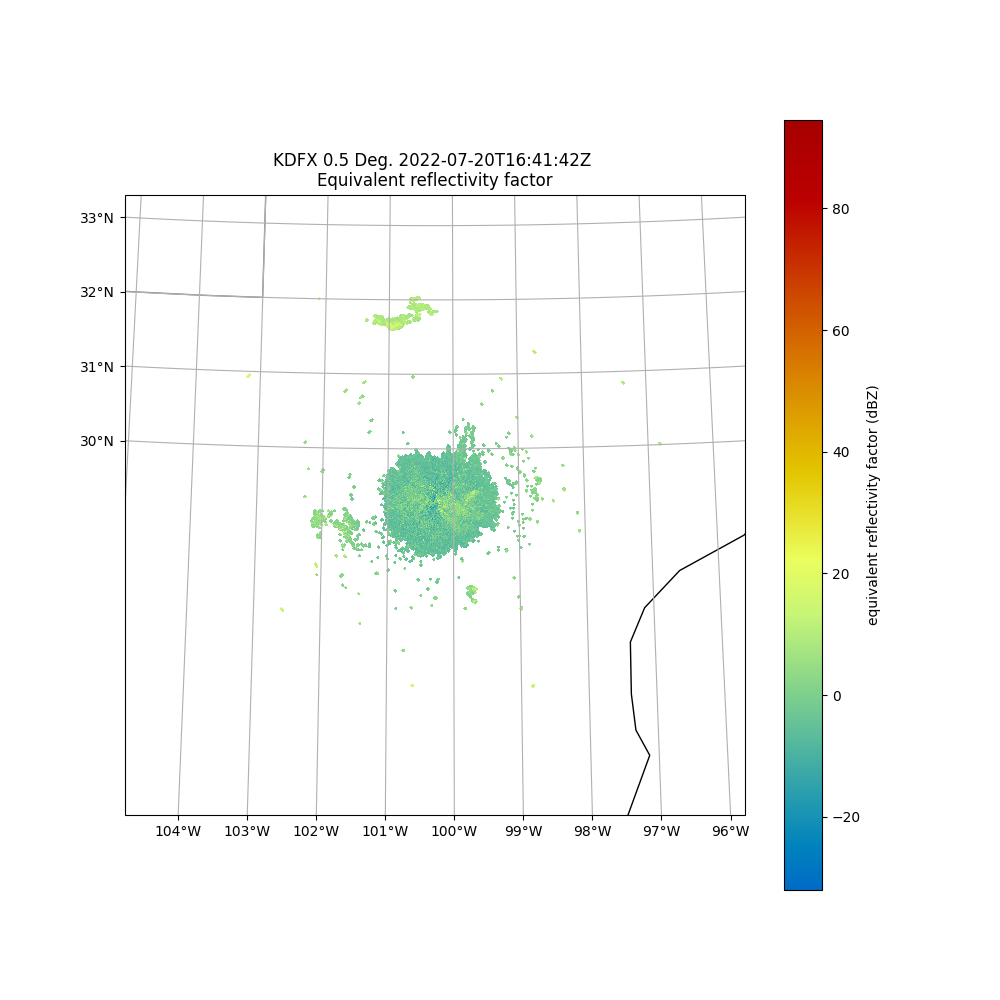 KDFX 0.5 Deg. 2022-07-20T16:41:42Z
Equivalent reflectivity factor
33°N
32°N
31°N
30°N
104°W 103°W 102°W 101°W 100°W 99°W 98°W 97°W 96°W
80
60
40
20
0
−20
equivalent reflectivity factor (dBZ)